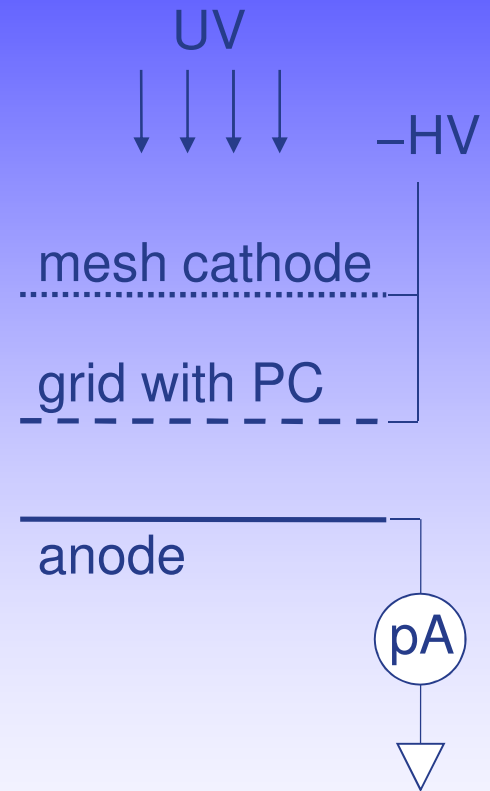 UV
–HV
mesh cathode
grid with PC
anode
pA